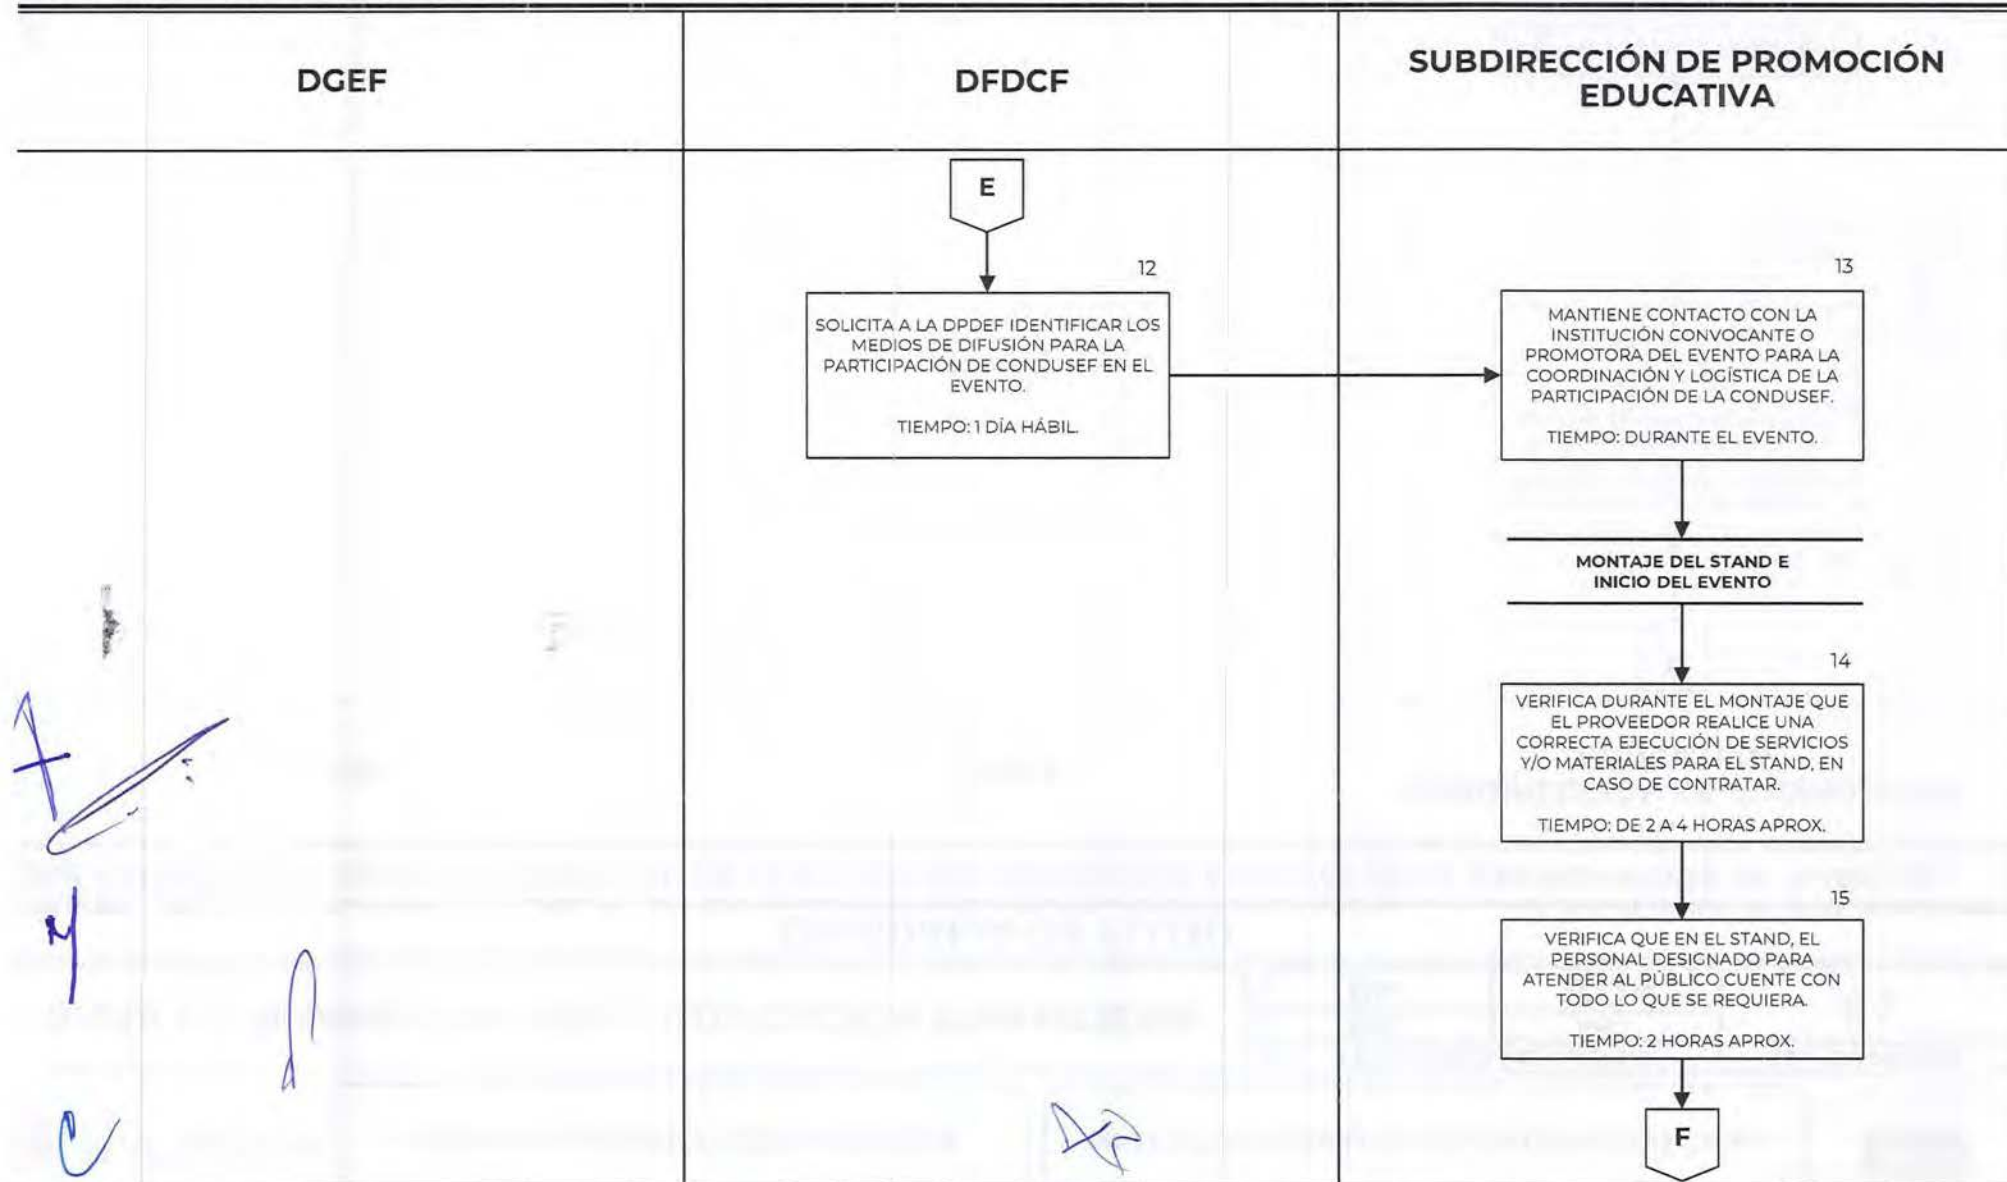 DGEF
DFDCF
SUBDIRECCIÓN DE PROMOCIÓN
EDUCATIVA
E
12
SOLICITA A LA DPDEF IDENTIFICAR LOS
MEDIOS DE DIFUSIÓN PARA LA
PARTICIPACIÓN DE CONDUSEF EN EL
EVENTO.
TIEMPO: 1 DÍA HÁBIL.
13
MANTIENE CONTACTO CON LA
INSTITUCIÓN CONVOCANTE O
PROMOTORA DEL EVENTO PARA LA
COORDINACIÓN Y LOGÍSTICA DE LA
PARTICIPACIÓN DE LA CONDUSEF.
TIEMPO: DURANTE EL EVENTO.
MONTAJE DEL STAND E
INICIO DEL EVENTO
14
VERIFICA DURANTE EL MONTAJE QUE
EL PROVEEDOR REALICE UNA
CORRECTA EJECUCIÓN DE SERVICIOS
Y/O MATERIALES PARA EL STAND, EN
CASO DE CONTRATAR.
TIEMPO: DE 2 A 4 HORAS APROX.
15
VERIFICA QUE EN EL STAND, EL
PERSONAL DESIGNADO PARA
ATENDER AL PÚBLICO CUENTE CON
TODO LO QUE SE REQUIERA.
TIEMPO: 2 HORAS APROX.
F